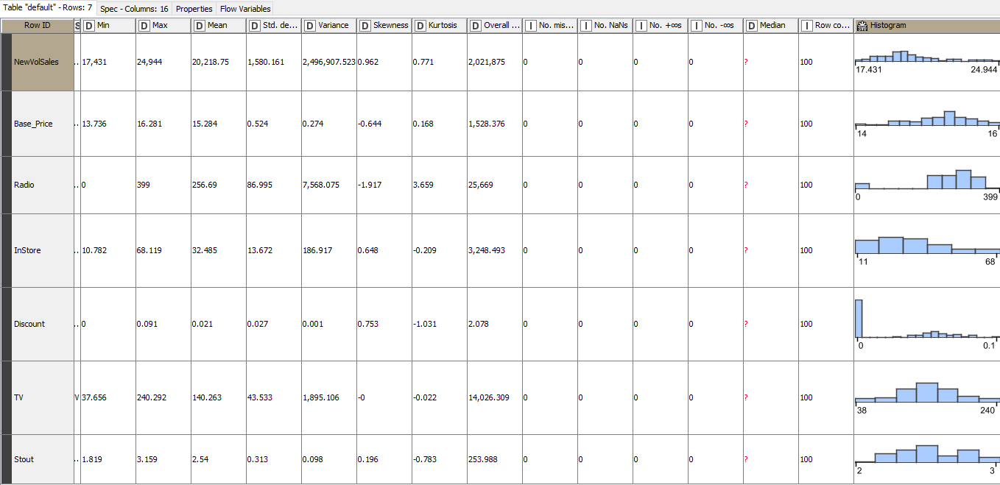 Table "default" - Rows: 7 Spec - Columns: 16 Properties Flow Variables
Row ID S D Min D Max D Mean D Std. de... D Variance D Skewness D Kurtosis D Overall ... I No. mis... I No. NaNs I No. +∞s I No. -∞s D Median I Row co... Histogram
NewVolSales .. 17,431 24,944 20,218.75 1,580.161 2,496,907.523 0.962 0.771 2,021,875 0 0 0 0 ? 100
17.431 24.944
Base_Price .. 13.736 16.281 15.284 0.524 0.274 -0.644 0.168 1,528.376 0 0 0 0 ? 100
14 16
Radio .. 0 399 256.69 86.995 7,568.075 -1.917 3.659 25,669 0 0 0 0 ? 100
0 399
InStore .. 10.782 68.119 32.485 13.672 186.917 0.648 -0.209 3,248.493 0 0 0 0 ? 100
11 68
Discount .. 0 0.091 0.021 0.027 0.001 0.753 -1.031 2.078 0 0 0 0 ? 100
0 0.1
TV V 37.656 240.292 140.263 43.533 1,895.106 -0 -0.022 14,026.309 0 0 0 0 ? 100
38 240
Stout .. 1.819 3.159 2.54 0.313 0.098 0.196 -0.783 253.988 0 0 0 0 ? 100
2 3